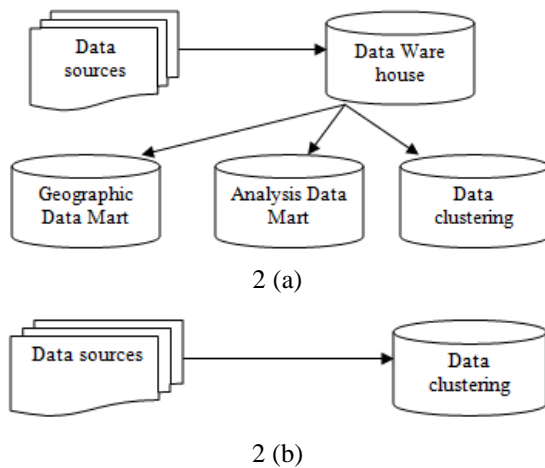 Data
sources
Data Ware
house
Geographic
Data Mart
Analysis Data
Mart
Data
clustering
2 (a)
Data sources
Data
clustering
2 (b)